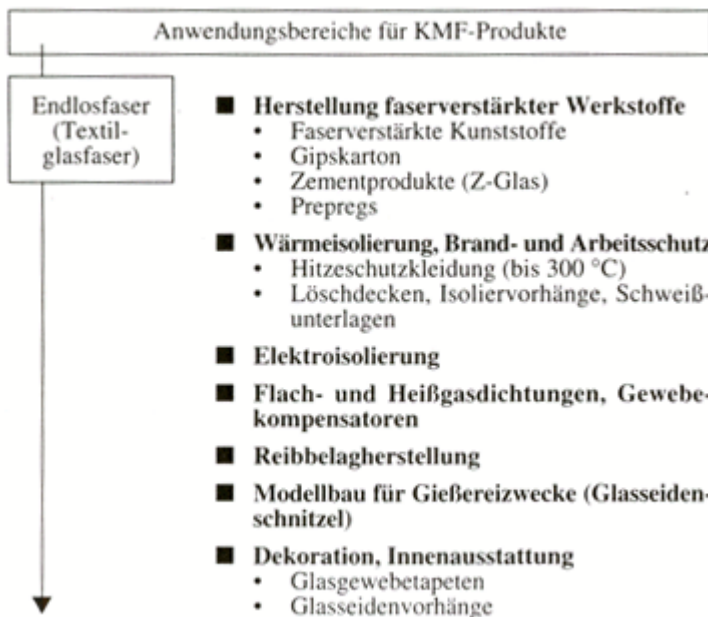 Anwendungsbereiche für KMF-Produkte
Endlosfaser
(Textil-
glasfaser)
■ Herstellung faserverstärkter Werkstoffe
• Faserverstärkte Kunststoffe
• Gipskarton
• Zementprodukte (Z-Glas)
• Prepregs
■ Wärmeisolierung, Brand- und Arbeitsschutz
• Hitzeschutzkleidung (bis 300 °C)
• Löschdecken, Isoliervorhänge, Schweiß-
unterlagen
■ Elektroisolierung
■ Flach- und Heißgasdichtungen, Gewebe-
kompensatoren
■ Reibbelagherstellung
■ Modellbau für Gießereizwecke (Glasseiden-
schnitzel)
■ Dekoration, Innenausstattung
• Glasgewebetapeten
• Glasseidenvorhänge